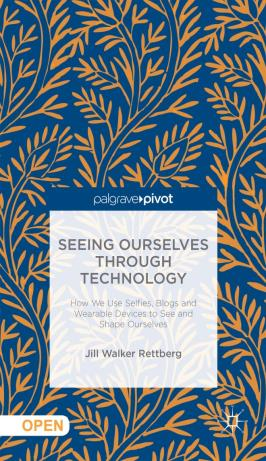 palgrave▸pivot
SEEING OURSELVES
THROUGH
TECHNOLOGY
How We Use Selfies, Blogs and
Wearable Devices to See and
Shape Ourselves
Jill Walker Rettberg
OPEN